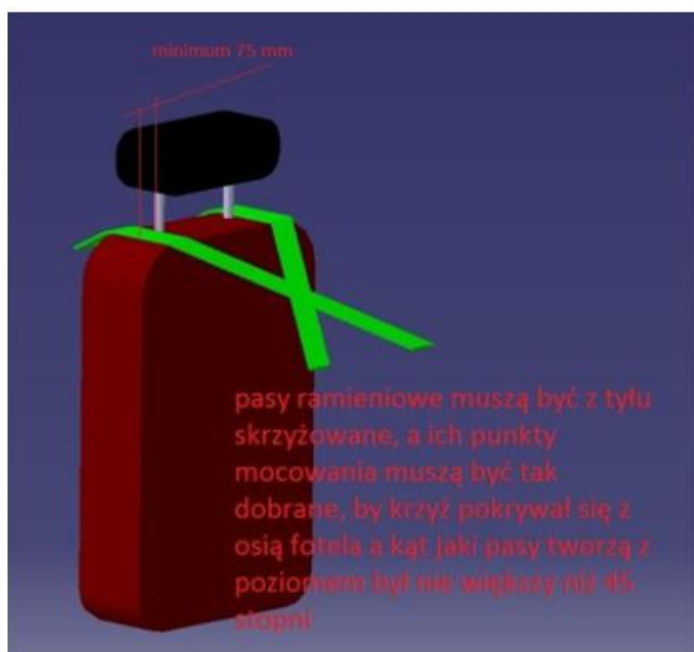 minimum 75 mm
pasy ramieniowe muszą być z tyłu
skrzyżowane, a ich punkty
mocowania muszą być tak
dobrane, by krzyż pokrywał się z
osią fotela a kąt jaki pasy tworzą z
poziomem był nie większy niż 45
stopni